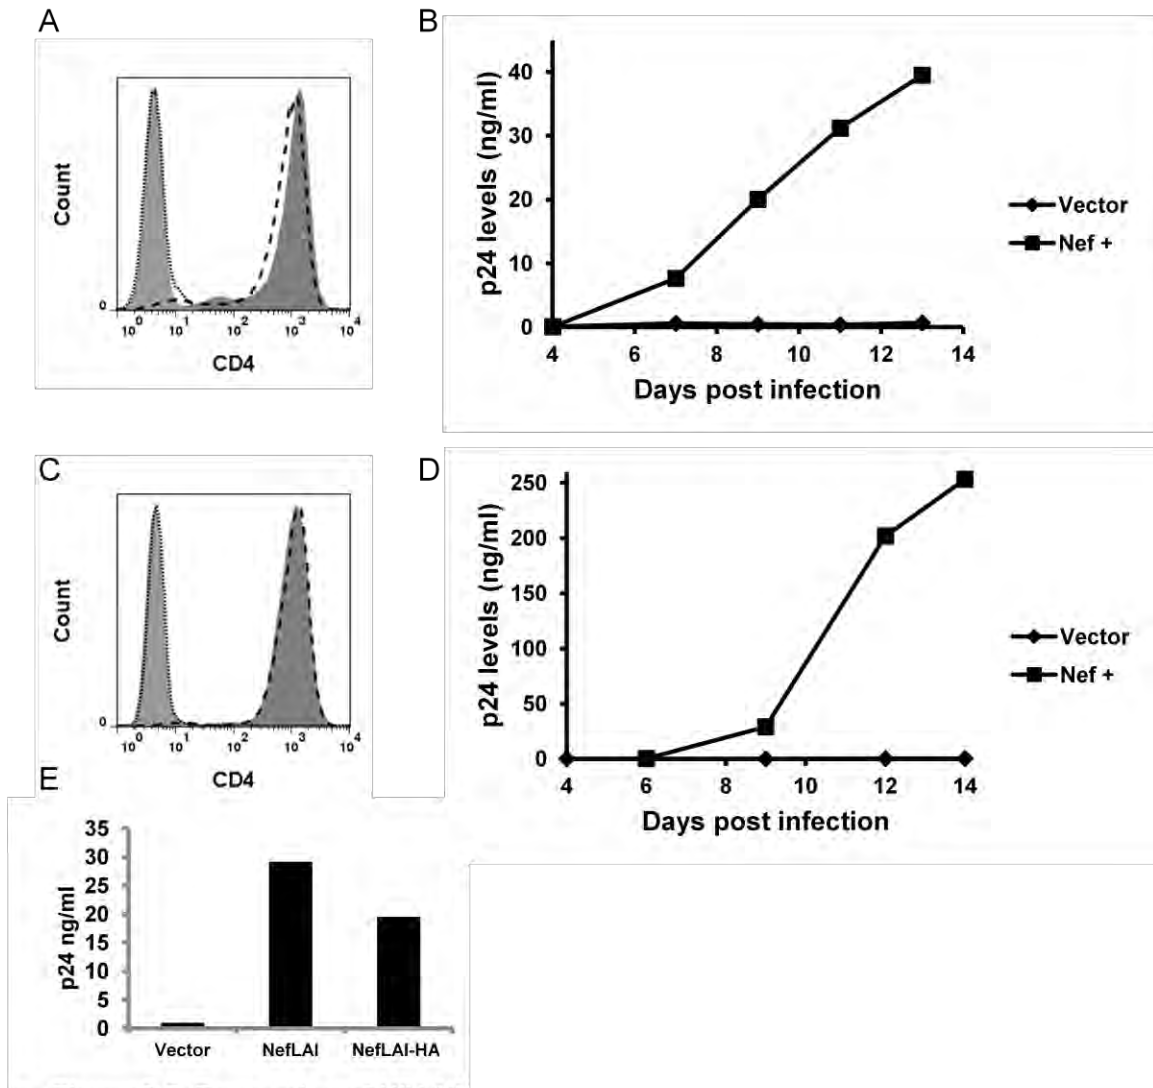 A
Count
0
10^0 10^1 10^2 10^3 10^4
CD4
B
p24 levels (ng/ml)
40
30
20
10
0
4 6 8 10 12 14
Days post infection
Vector
Nef +
C
Count
0
10^0 10^1 10^2 10^3 10^4
CD4
D
p24 levels (ng/ml)
250
200
150
100
50
0
4 6 8 10 12 14
Days post infection
Vector
Nef +
E
p24 ng/ml
35
30
25
20
15
10
5
0
Vector NefLAI NefLAI-HA